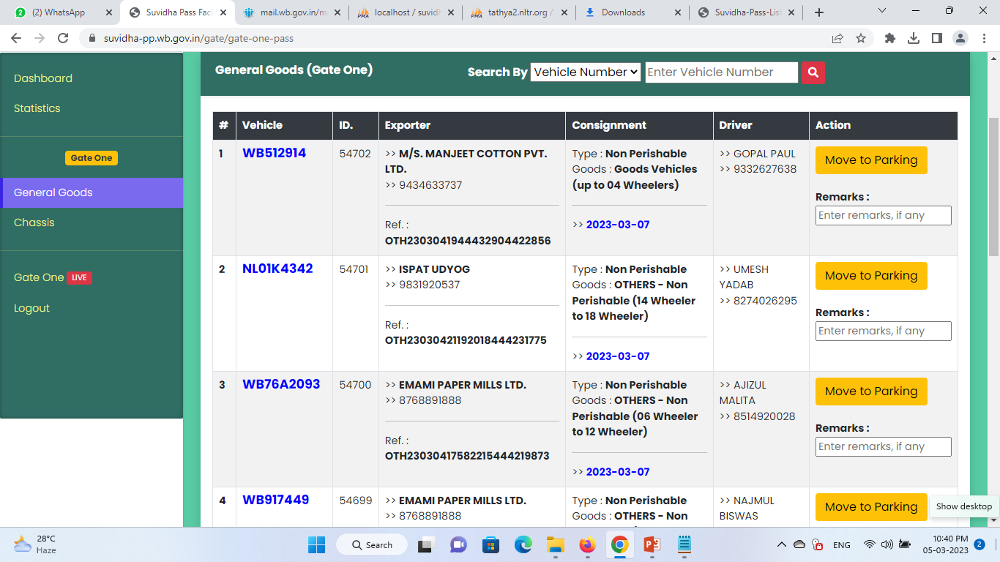 (2) WhatsApp
Suvidha Pass Faci
mail.wb.gov.in/m
localhost / suvidh
tathya2.nltr.org /
Downloads
Suvidha-Pass-List
suvidha-pp.wb.gov.in/gate/gate-one-pass
Dashboard
Statistics
Gate One
General Goods
Chassis
Gate One LIVE
Logout
General Goods (Gate One)
Search By Vehicle Number Enter Vehicle Number
# Vehicle ID. Exporter Consignment Driver Action
1 WB512914 54702
>> M/S. MANJEET COTTON PVT.
LTD.
>> 9434633737
Ref. :
OTH2303041944432904422856
Type : Non Perishable
Goods : Goods Vehicles
(up to 04 Wheelers)
>> 2023-03-07
>> GOPAL PAUL
>> 9332627638
Move to Parking
Remarks :
Enter remarks, if any
2 NL01K4342 54701
>> ISPAT UDYOG
>> 9831920537
Ref. :
OTH23030421192018444231775
Type : Non Perishable
Goods : OTHERS - Non
Perishable (14 Wheeler
to 18 Wheeler)
>> 2023-03-07
>> UMESH
YADAB
>> 8274026295
Move to Parking
Remarks :
Enter remarks, if any
3 WB76A2093 54700
>> EMAMI PAPER MILLS LTD.
>> 8768891888
Ref. :
OTH23030417582215444219873
Type : Non Perishable
Goods : OTHERS - Non
Perishable (06 Wheeler
to 12 Wheeler)
>> 2023-03-07
>> AJIZUL
MALITA
>> 8514920028
Move to Parking
Remarks :
Enter remarks, if any
4 WB917449 54699
>> EMAMI PAPER MILLS LTD.
>> 8768891888
Type : Non Perishable
Goods : OTHERS - Non
>> NAJMUL
BISWAS
Move to Parking
Show desktop
28°C
Haze
Search
ENG
10:40 PM
05-03-2023
2